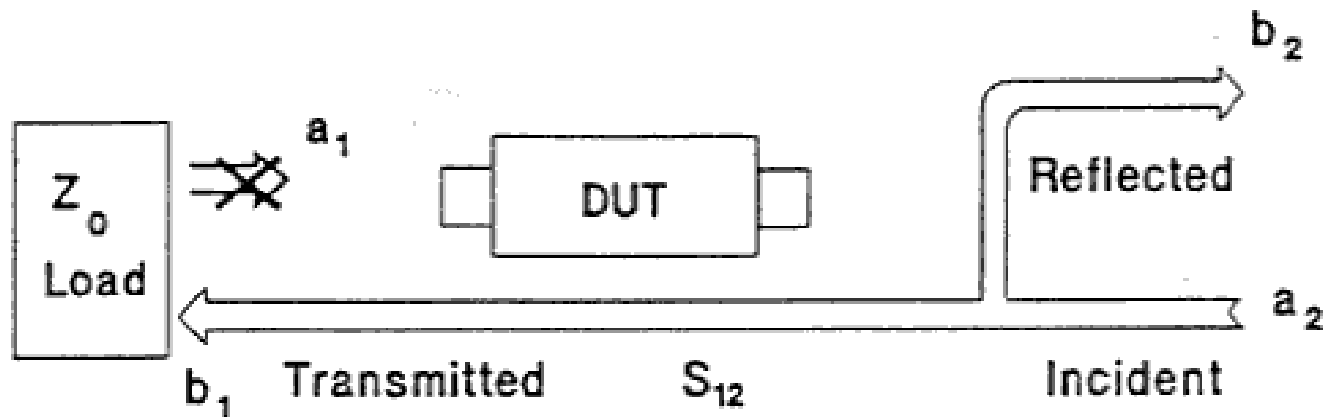 b₂
a₁
Z₀
Load
DUT
Reflected
a₂
b₁ Transmitted S₁₂ Incident